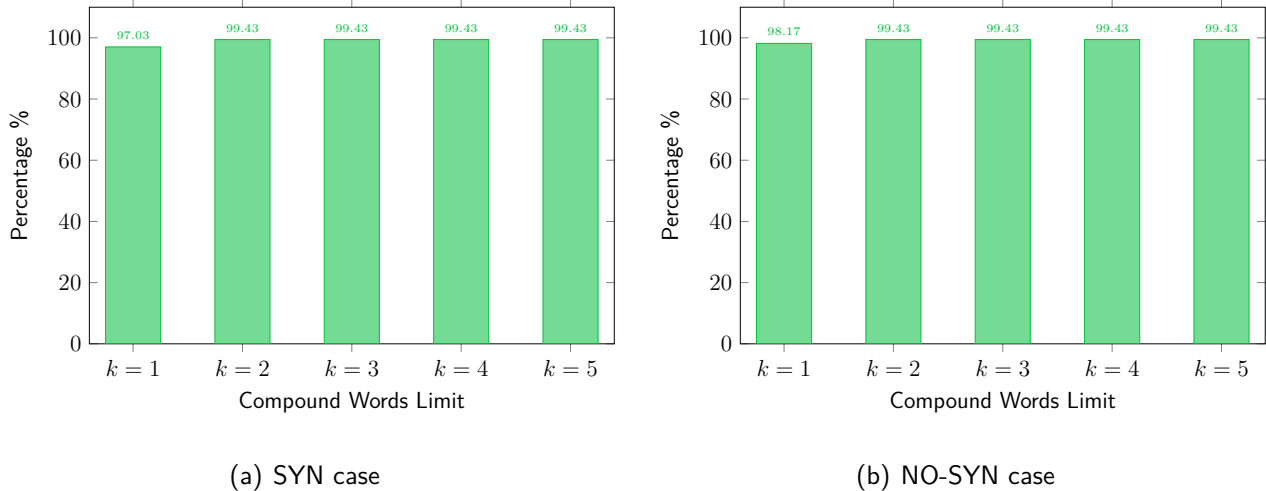 97.03 99.43 99.43 99.43 99.43
100
80
60
40
20
0
Percentage %
k = 1 k = 2 k = 3 k = 4 k = 5
Compound Words Limit
(a) SYN case
98.17 99.43 99.43 99.43 99.43
100
80
60
40
20
0
Percentage %
k = 1 k = 2 k = 3 k = 4 k = 5
Compound Words Limit
(b) NO-SYN case